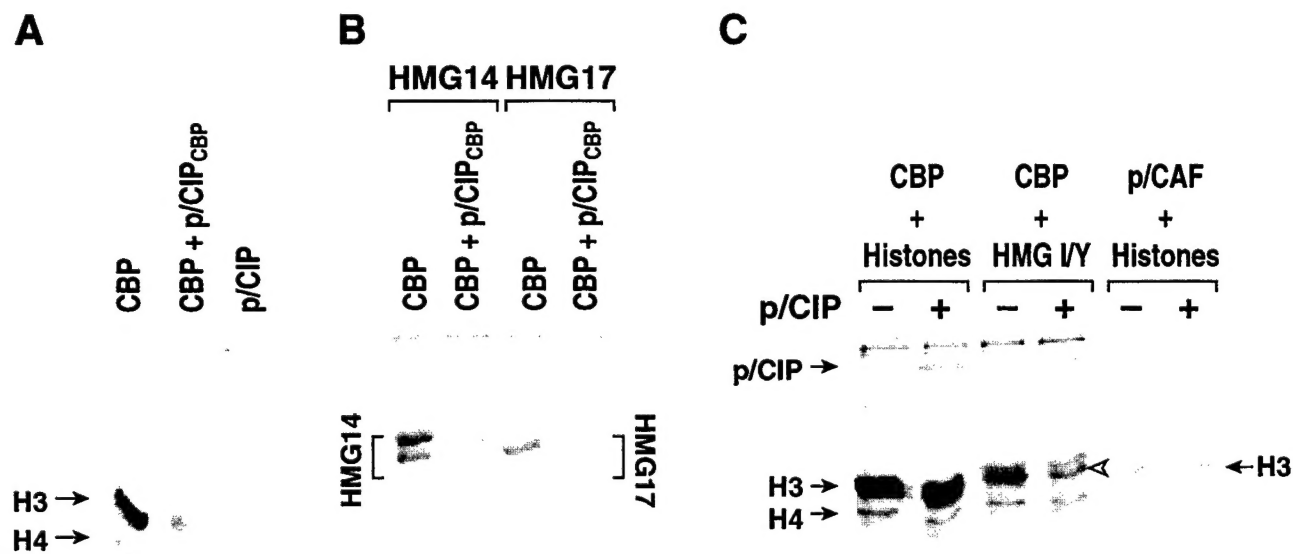 A
CBP
CBP + p/CIPCBP
p/CIP
H3
H4
B
HMG14 HMG17
CBP
CBP + p/CIPCBP
CBP
CBP + p/CIPCBP
HMG14
HMG17
C
CBP CBP p/CAF
+ + +
Histones HMG I/Y Histones
p/CIP − + − + − +
p/CIP
H3
H4
H3